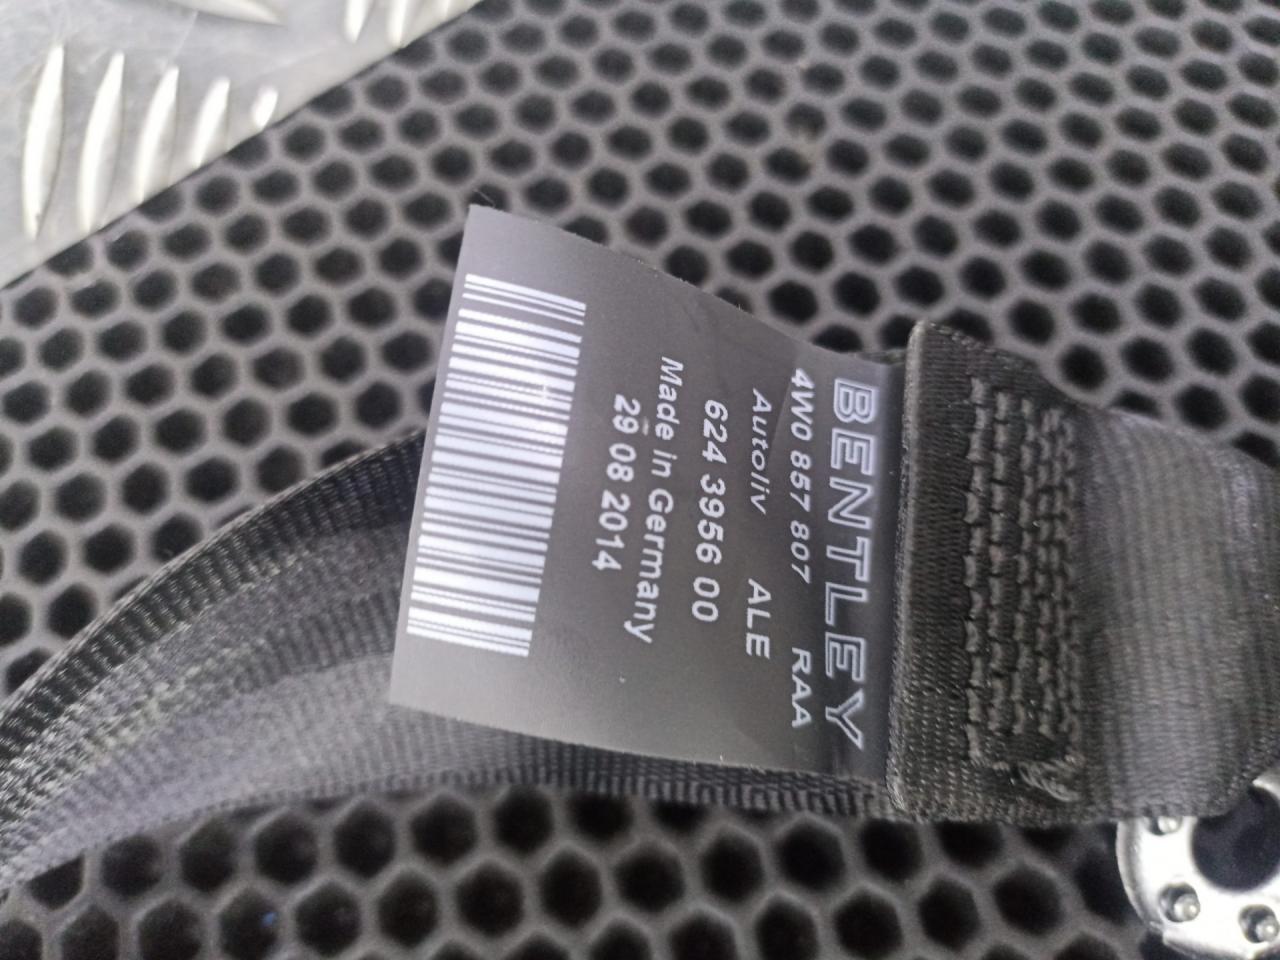 BENTLEY
4W0 857 807 RAA
Autoliv ALE
624 3956 00
Made in Germany
29 08 2014